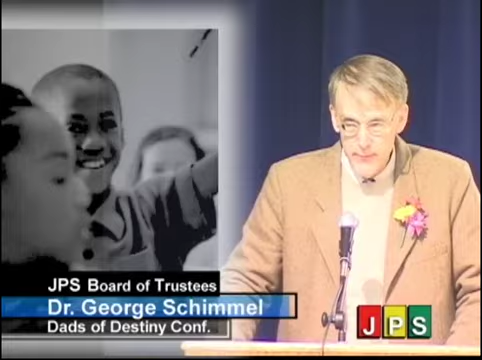 JPS Board of Trustees
Dr. George Schimmel
Dads of Destiny Conf.
JPS